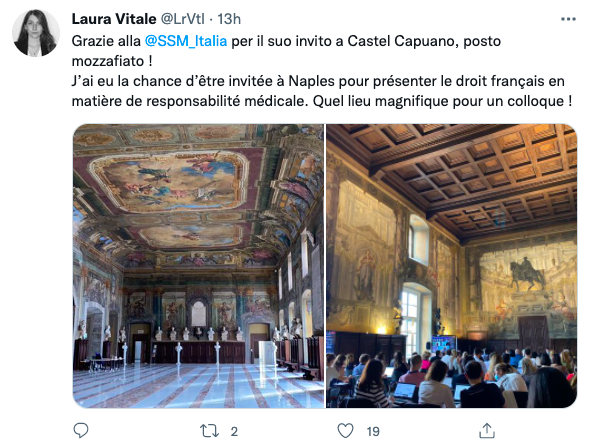 Laura Vitale @LrVtl · 13h
Grazie alla @SSM_Italia per il suo invito a Castel Capuano, posto
mozzafiato !
J'ai eu la chance d'être invitée à Naples pour présenter le droit français en
matière de responsabilité médicale. Quel lieu magnifique pour un colloque !
2
19